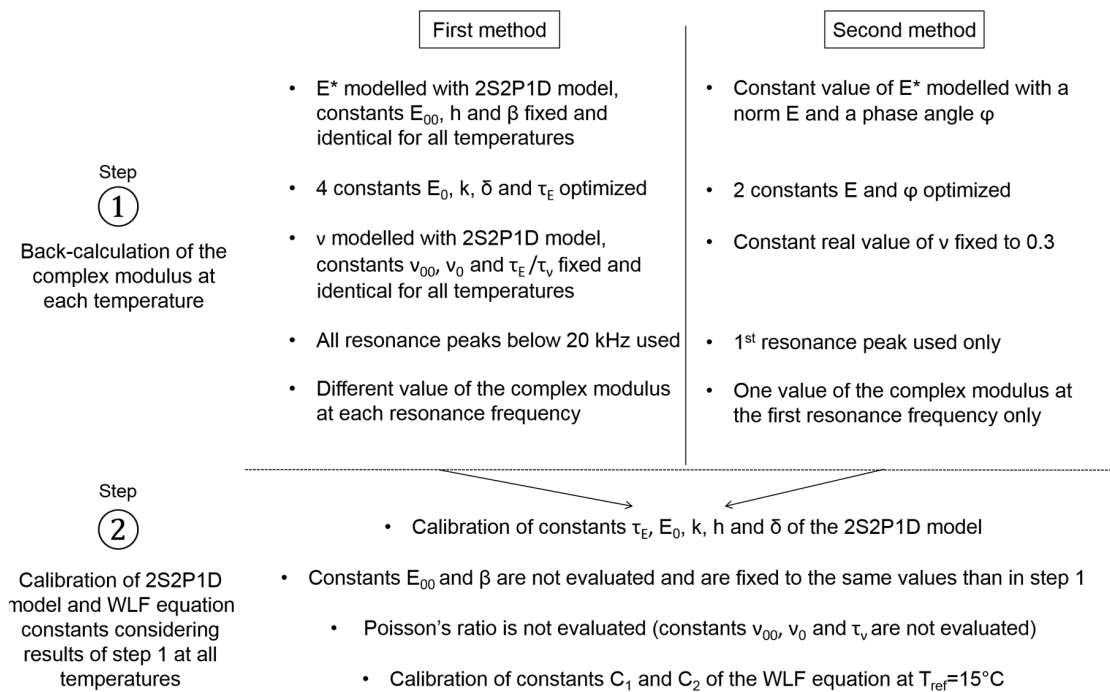 First method
Second method
• E* modelled with 2S2P1D model,
constants E₀₀, h and β fixed and
identical for all temperatures
• Constant value of E* modelled with a
norm E and a phase angle φ
Step
1
Back-calculation of the
complex modulus at
each temperature
• 4 constants E₀, k, δ and τ_E optimized
• 2 constants E and φ optimized
• ν modelled with 2S2P1D model,
constants ν₀₀, ν₀ and τ_E/τ_ν fixed and
identical for all temperatures
• Constant real value of ν fixed to 0.3
• All resonance peaks below 20 kHz used
• 1st resonance peak used only
• Different value of the complex modulus
at each resonance frequency
• One value of the complex modulus at
the first resonance frequency only
Step
2
Calibration of 2S2P1D
model and WLF equation
constants considering
results of step 1 at all
temperatures
• Calibration of constants τ_E, E₀, k, h and δ of the 2S2P1D model
• Constants E₀₀ and β are not evaluated and are fixed to the same values than in step 1
• Poisson's ratio is not evaluated (constants ν₀₀, ν₀ and τ_ν are not evaluated)
• Calibration of constants C₁ and C₂ of the WLF equation at T_ref=15°C